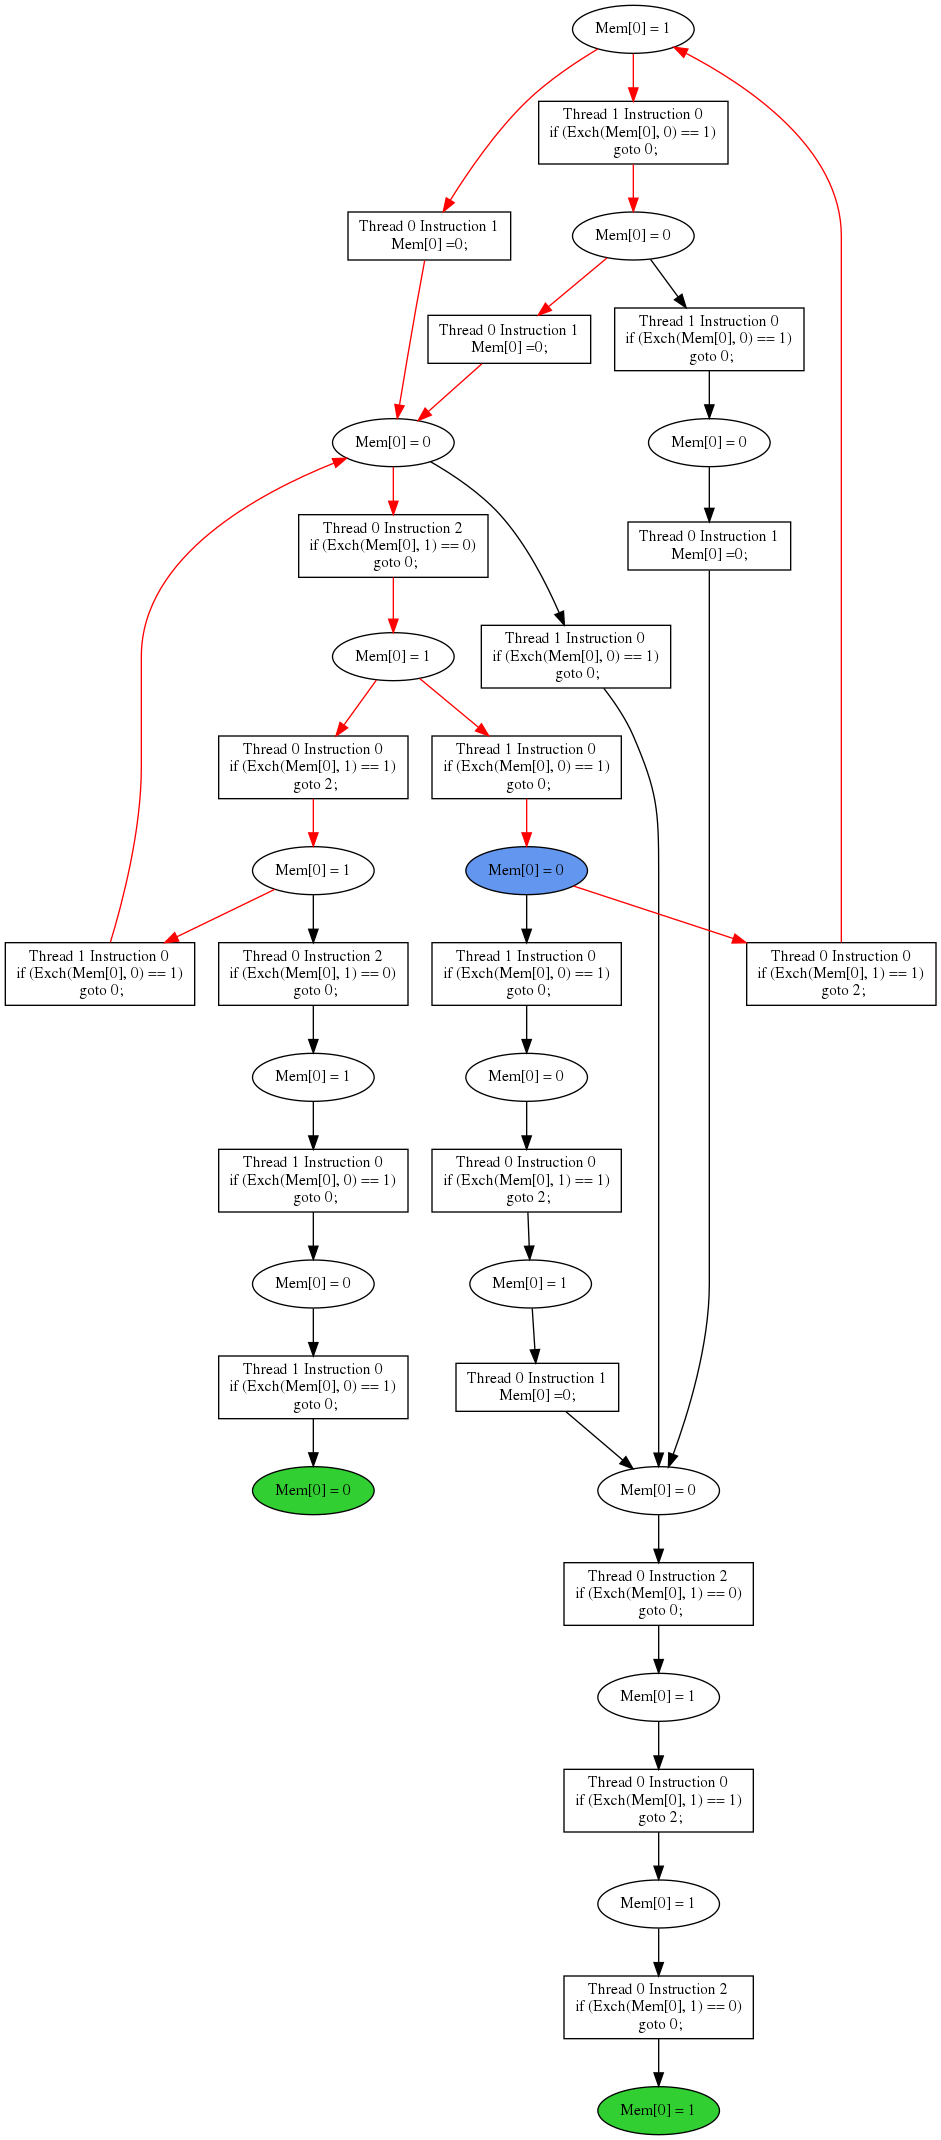 Mem[0] = 1
Thread 1 Instruction 0
if (Exch(Mem[0], 0) == 1)
goto 0;
Thread 0 Instruction 1
Mem[0] =0;
Mem[0] = 0
Thread 0 Instruction 1
Mem[0] =0;
Thread 1 Instruction 0
if (Exch(Mem[0], 0) == 1)
goto 0;
Mem[0] = 0
Mem[0] = 0
Thread 0 Instruction 2
if (Exch(Mem[0], 1) == 0)
goto 0;
Thread 0 Instruction 1
Mem[0] =0;
Mem[0] = 1
Thread 1 Instruction 0
if (Exch(Mem[0], 0) == 1)
goto 0;
Thread 0 Instruction 0
if (Exch(Mem[0], 1) == 1)
goto 2;
Thread 1 Instruction 0
if (Exch(Mem[0], 0) == 1)
goto 0;
Mem[0] = 1
Mem[0] = 0
Thread 1 Instruction 0
if (Exch(Mem[0], 0) == 1)
goto 0;
Thread 0 Instruction 2
if (Exch(Mem[0], 1) == 0)
goto 0;
Thread 1 Instruction 0
if (Exch(Mem[0], 0) == 1)
goto 0;
Thread 0 Instruction 0
if (Exch(Mem[0], 1) == 1)
goto 2;
Mem[0] = 1
Mem[0] = 0
Thread 1 Instruction 0
if (Exch(Mem[0], 0) == 1)
goto 0;
Thread 0 Instruction 0
if (Exch(Mem[0], 1) == 1)
goto 2;
Mem[0] = 0
Mem[0] = 1
Thread 1 Instruction 0
if (Exch(Mem[0], 0) == 1)
goto 0;
Thread 0 Instruction 1
Mem[0] =0;
Mem[0] = 0
Mem[0] = 0
Thread 0 Instruction 2
if (Exch(Mem[0], 1) == 0)
goto 0;
Mem[0] = 1
Thread 0 Instruction 0
if (Exch(Mem[0], 1) == 1)
goto 2;
Mem[0] = 1
Thread 0 Instruction 2
if (Exch(Mem[0], 1) == 0)
goto 0;
Mem[0] = 1